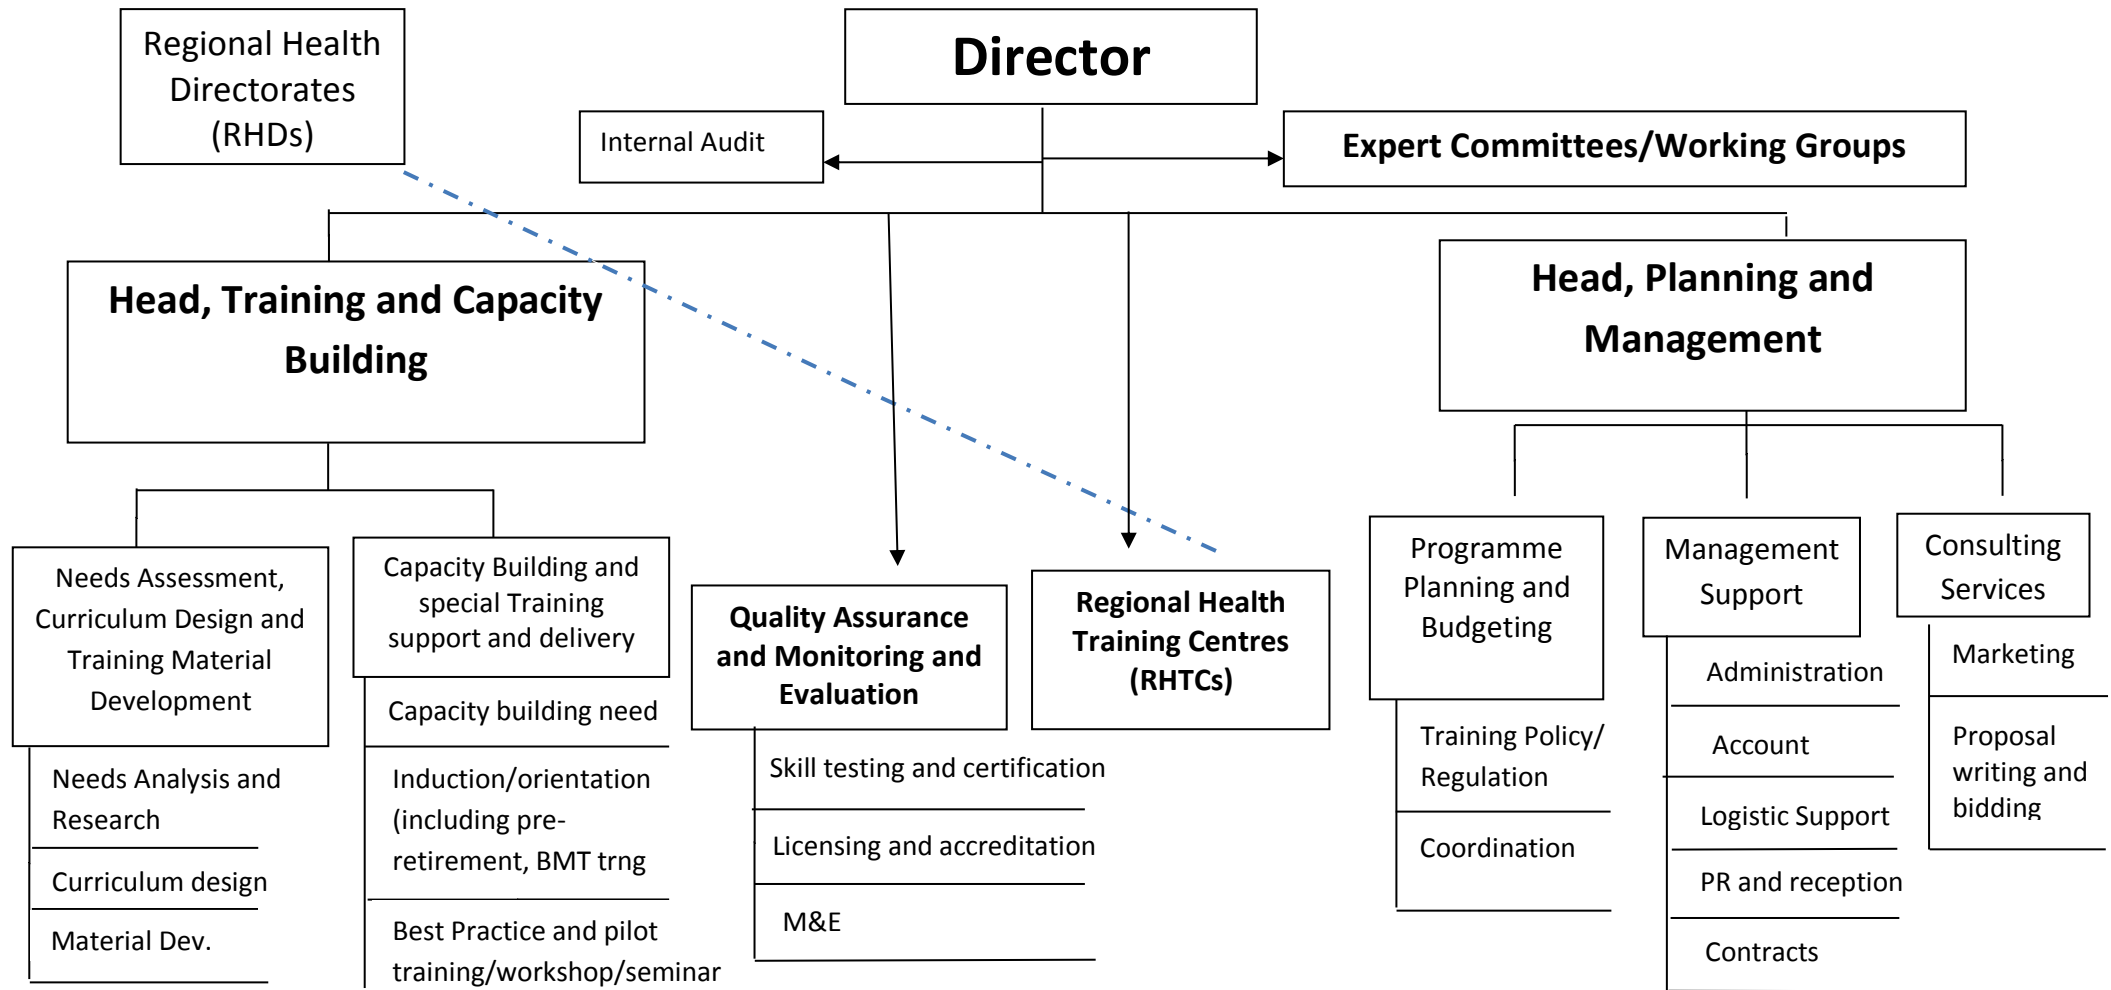 Regional Health
Directorates
(RHDs)
Director
Internal Audit
Expert Committees/Working Groups
Head, Training and Capacity
Building
Head, Planning and
Management
Needs Assessment,
Curriculum Design and
Training Material
Development
Needs Analysis and
Research
Curriculum design
Material Dev.
Capacity Building and
special Training
support and delivery
Capacity building need
Induction/orientation
(including pre-
retirement, BMT trng
Best Practice and pilot
training/workshop/seminar
Quality Assurance
and Monitoring and
Evaluation
Skill testing and certification
Licensing and accreditation
M&E
Regional Health
Training Centres
(RHTCs)
Programme
Planning and
Budgeting
Training Policy/
Regulation
Coordination
Management
Support
Administration
Account
Logistic Support
PR and reception
Contracts
Consulting
Services
Marketing
Proposal
writing and
bidding